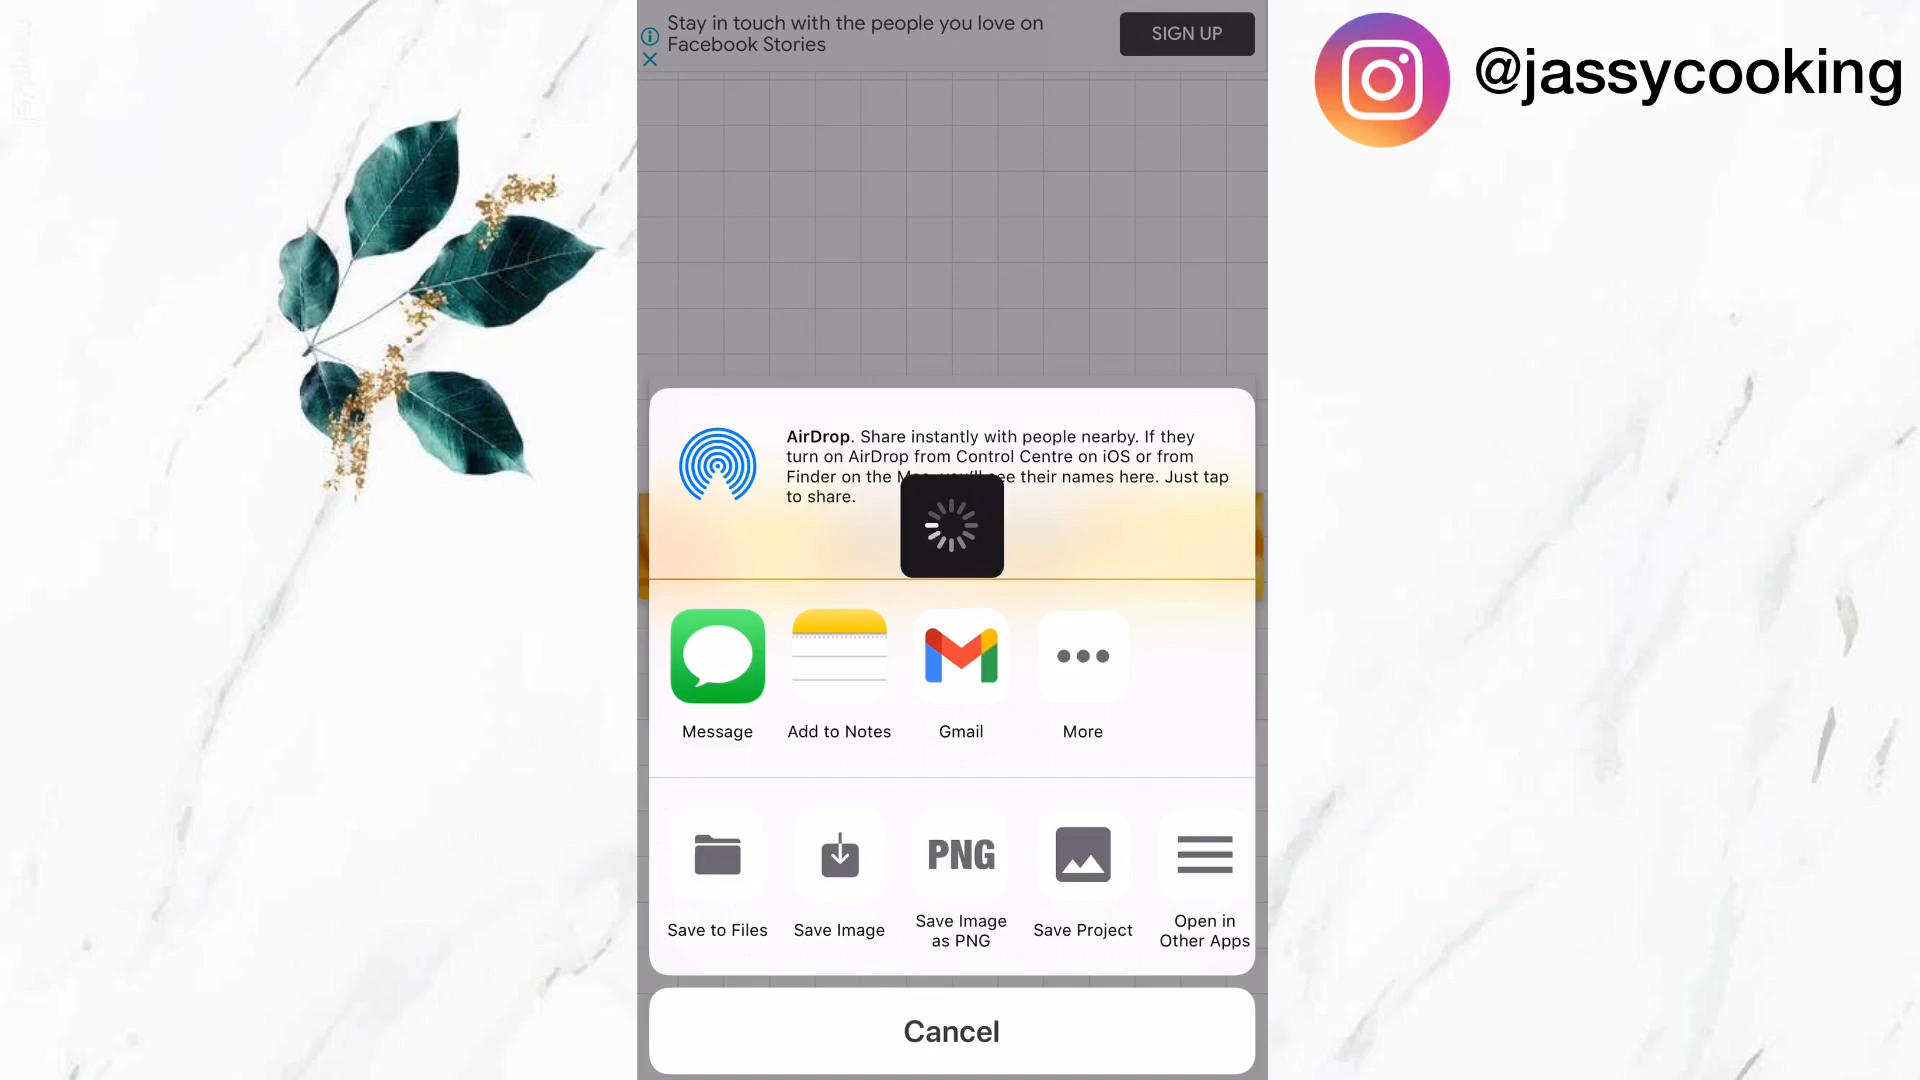 Stay in touch with the people you love on
Facebook Stories
SIGN UP
@jassycooking
AirDrop. Share instantly with people nearby. If they
turn on AirDrop from Control Centre on iOS or from
Finder on the see their names here. Just tap
to share.
Message
Add to Notes
Gmail
More
PNG
Save to Files
Save Image
Save Image
as PNG
Save Project
Open in
Other Apps
Cancel